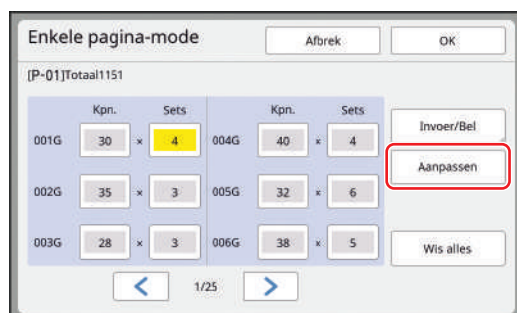 Enkele pagina-mode Afbrek OK
[P-01]Totaal1151
Kpn. Sets Kpn. Sets
Invoer/Bel
001G 30 × 4 004G 40 × 4
Aanpassen
002G 35 × 3 005G 32 × 6
003G 28 × 3 006G 38 × 5 Wis alles
1/25